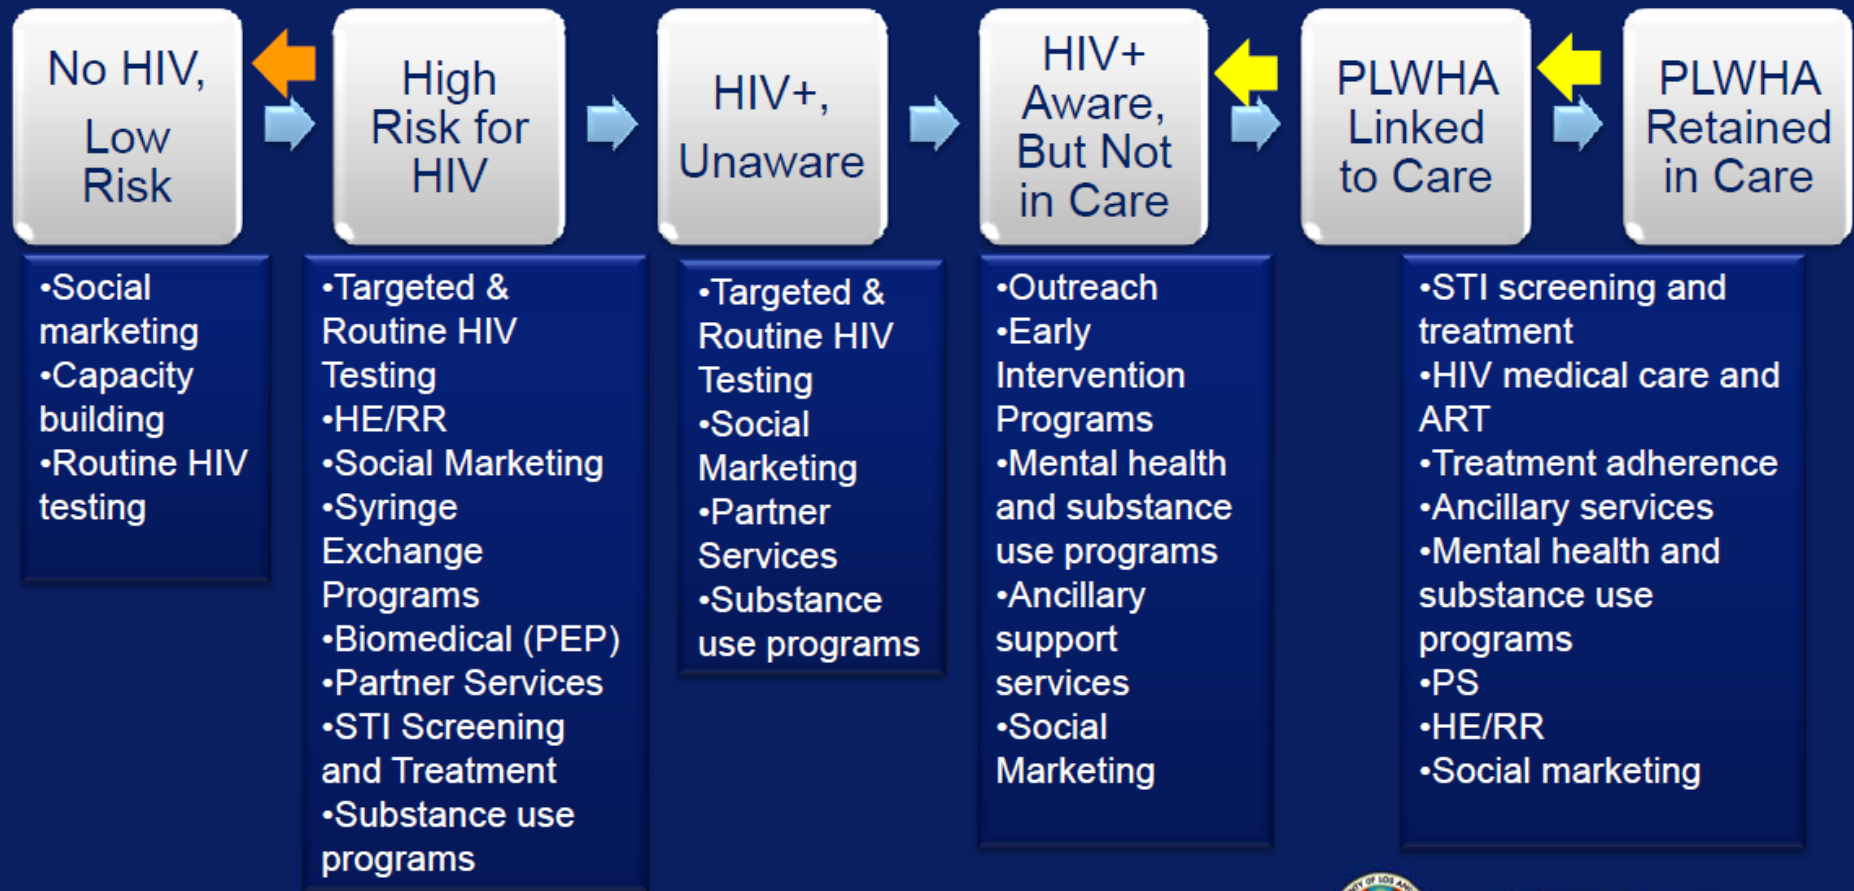 No HIV,
Low
Risk
High
Risk for
HIV
HIV+,
Unaware
HIV+
Aware,
But Not
in Care
PLWHA
Linked
to Care
PLWHA
Retained
in Care
•Social
marketing
•Capacity
building
•Routine HIV
testing
•Targeted &
Routine HIV
Testing
•HE/RR
•Social Marketing
•Syringe
Exchange
Programs
•Biomedical (PEP)
•Partner Services
•STI Screening
and Treatment
•Substance use
programs
•Targeted &
Routine HIV
Testing
•Social
Marketing
•Partner
Services
•Substance
use programs
•Outreach
•Early
Intervention
Programs
•Mental health
and substance
use programs
•Ancillary
support
services
•Social
Marketing
•STI screening and
treatment
•HIV medical care and
ART
•Treatment adherence
•Ancillary services
•Mental health and
substance use
programs
•PS
•HE/RR
•Social marketing
OF LOS